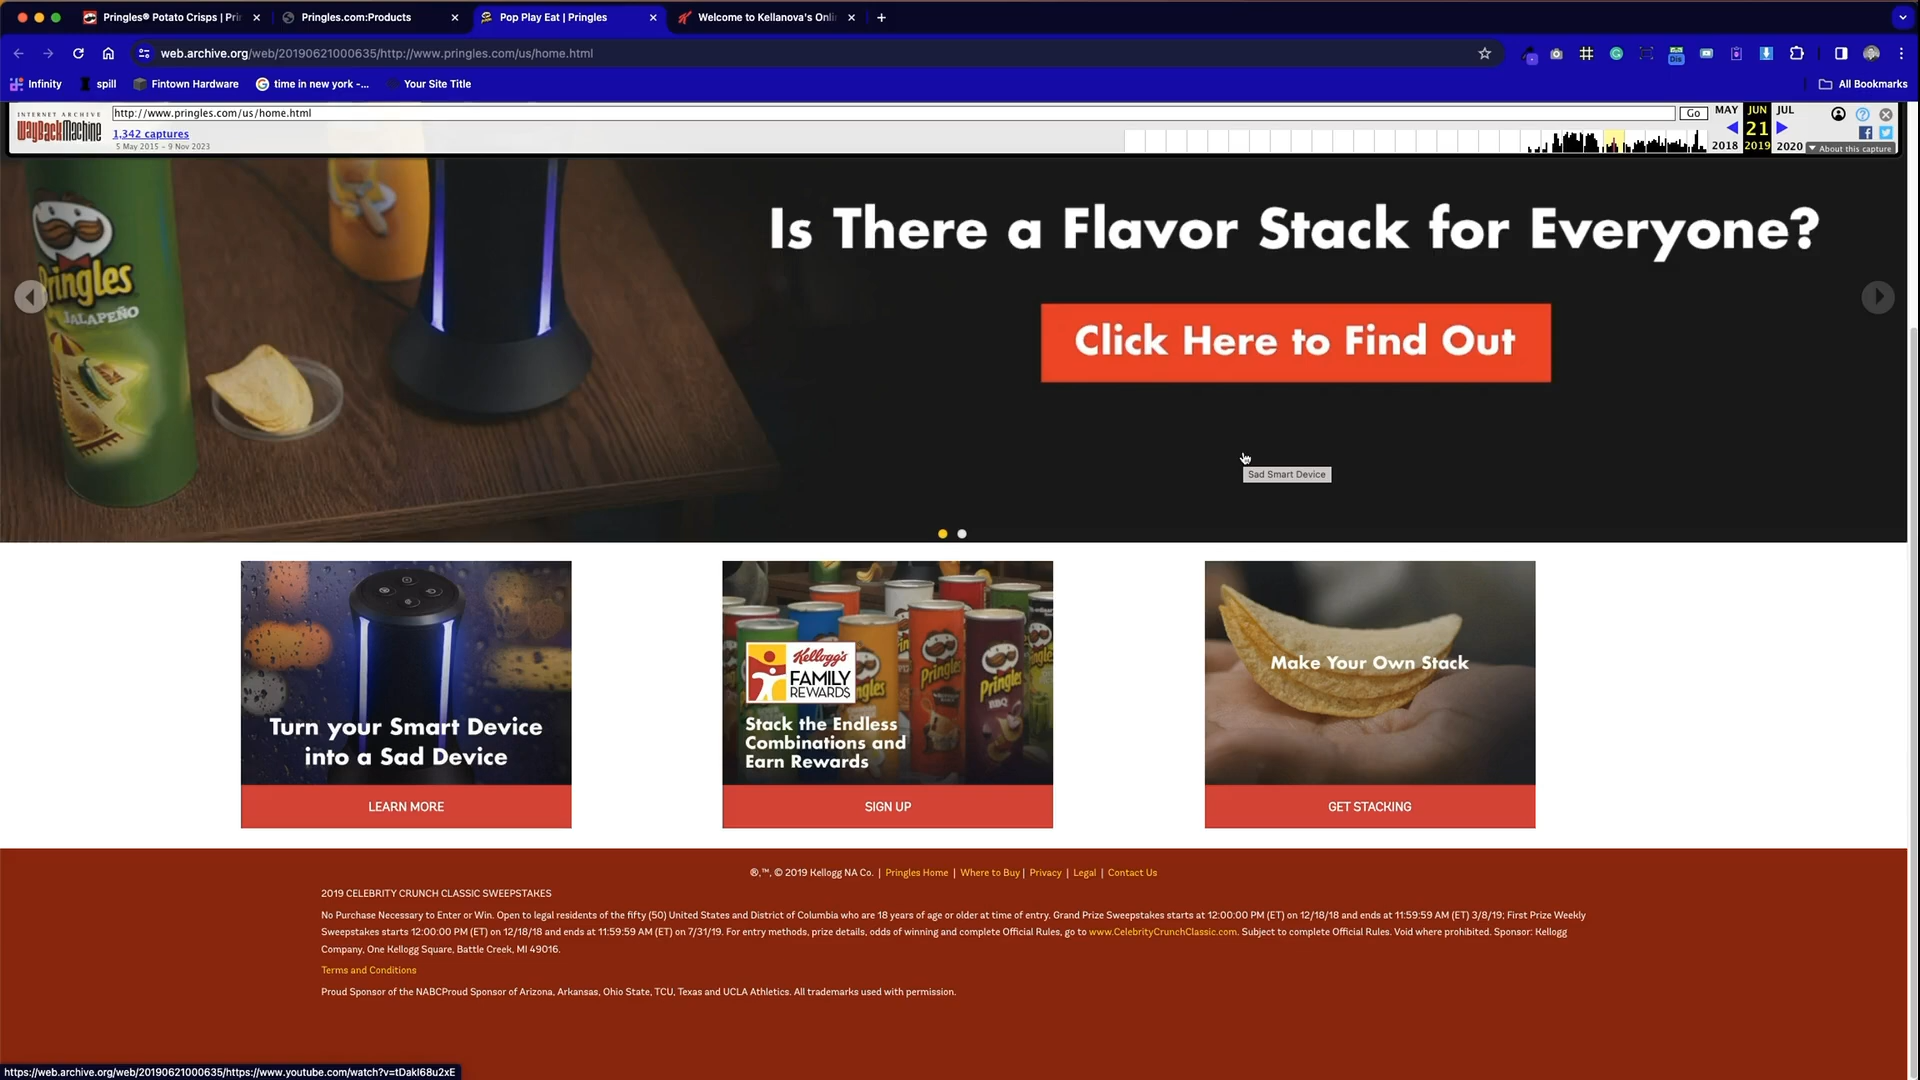 Pringles® Potato Crisps | Prin
Pringles.com:Products
Pop Play Eat | Pringles
Welcome to Kellanova's Onli
web.archive.org/web/20190621000635/http://www.pringles.com/us/home.html
Infinity
spill
Fintown Hardware
time in new york -...
Your Site Title
All Bookmarks
INTERNET ARCHIVE
WayBackMachine
http://www.pringles.com/us/home.html
Go
1,342 captures
5 May 2015 – 9 Nov 2023
MAY
JUN
JUL
21
2018
2019
2020
About this capture
Pringles
JALAPEÑO
Is There a Flavor Stack for Everyone?
Click Here to Find Out
Sad Smart Device
Turn your Smart Device
into a Sad Device
LEARN MORE
Kellogg's
FAMILY
REWARDS
Pringles
Pringles
BBQ
Stack the Endless
Combinations and
Earn Rewards
SIGN UP
Make Your Own Stack
GET STACKING
®,™, © 2019 Kellogg NA Co. | Pringles Home | Where to Buy | Privacy | Legal | Contact Us
2019 CELEBRITY CRUNCH CLASSIC SWEEPSTAKES
No Purchase Necessary to Enter or Win. Open to legal residents of the fifty (50) United States and District of Columbia who are 18 years of age or older at time of entry. Grand Prize Sweepstakes starts at 12:00:00 PM (ET) on 12/18/18 and ends at 11:59:59 AM (ET) 3/8/19; First Prize Weekly
Sweepstakes starts 12:00:00 PM (ET) on 12/18/18 and ends at 11:59:59 AM (ET) on 7/31/19. For entry methods, prize details, odds of winning and complete Official Rules, go to www.CelebrityCrunchClassic.com. Subject to complete Official Rules. Void where prohibited. Sponsor: Kellogg
Company, One Kellogg Square, Battle Creek, MI 49016.
Terms and Conditions
Proud Sponsor of the NABCProud Sponsor of Arizona, Arkansas, Ohio State, TCU, Texas and UCLA Athletics. All trademarks used with permission.
https://web.archive.org/web/20190621000635/https://www.youtube.com/watch?v=tDakI68u2xE